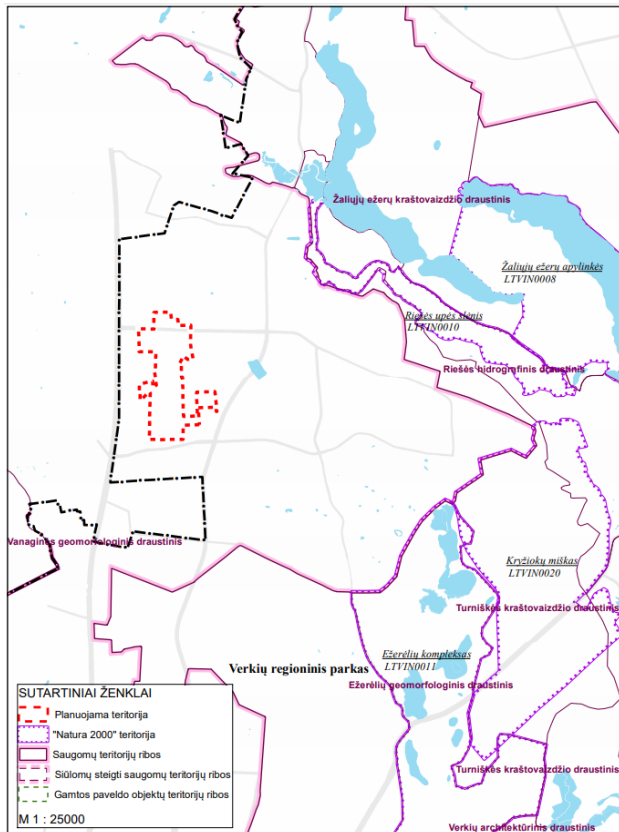 Žaliųjų ežerų kraštovaizdžio draustinis
Žaliųjų ežerų apylinkės
LTVIN0008
Riešės upės slėnis
LTVIN0010
Riešės hidrografinis draustinis
Vanaginės geomorfologinis draustinis
Kryžiokų miškas
LTVIN0020
Turniškės kraštovaizdžio draustinis
Ežerėlių kompleksas
LTVIN0011
Verkių regioninis parkas
Ežerėlių geomorfologinis draustinis
SUTARTINIAI ŽENKLAI
Planuojama teritorija
"Natura 2000" teritorija
Saugomų teritorijų ribos
Siūlomų steigti saugomų teritorijų ribos
Gamtos paveldo objektų teritorijų ribos
M 1 : 25000
Turniškės kraštovaizdžio draustinis
Verkių architektūrinis draustinis